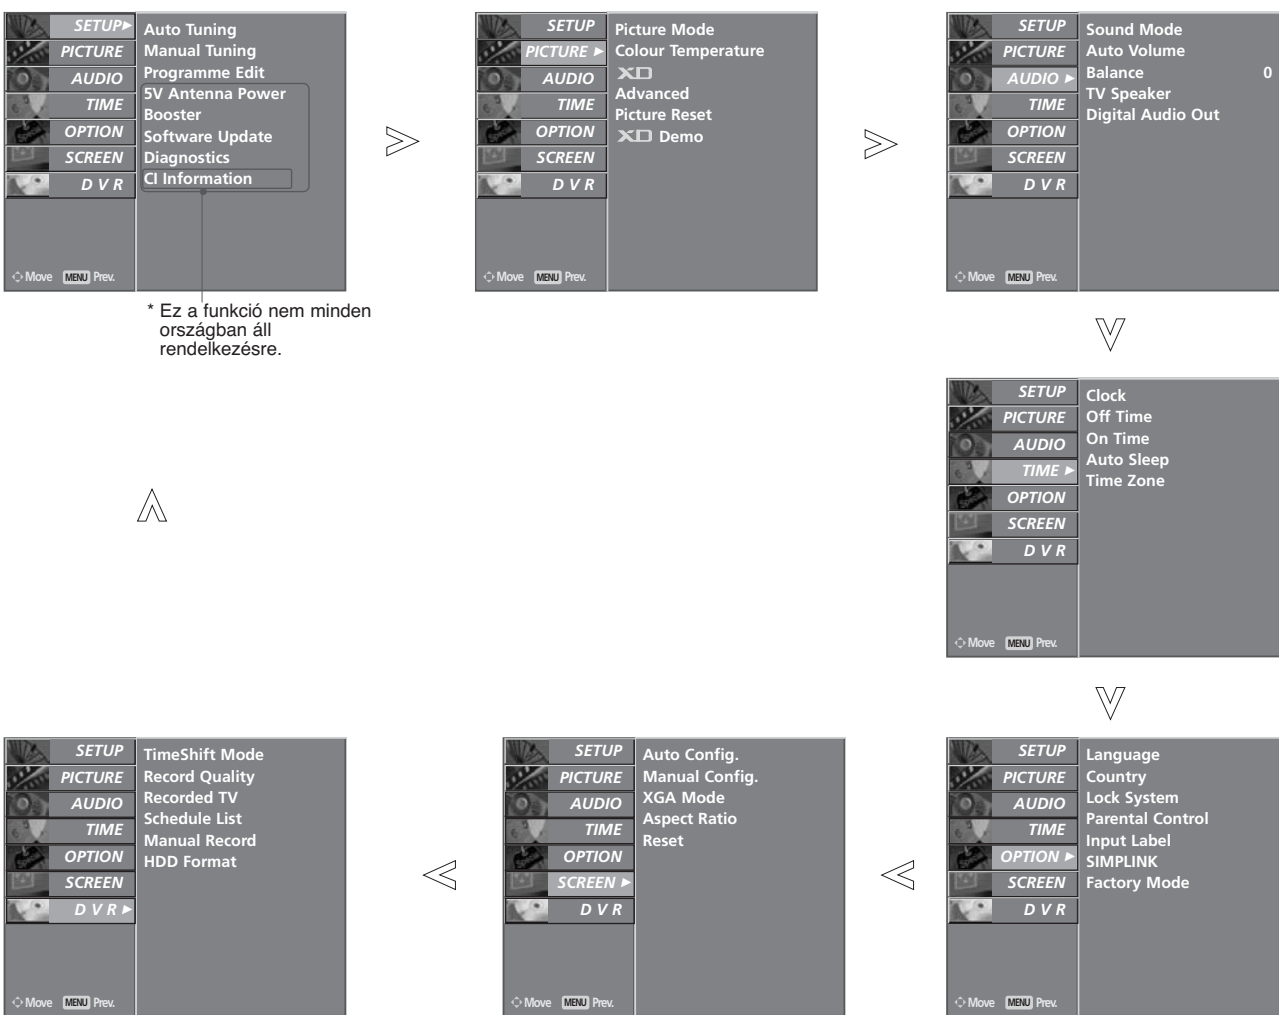 SETUP
PICTURE
AUDIO
TIME
OPTION
SCREEN
D V R
Auto Tuning
Manual Tuning
Programme Edit
5V Antenna Power
Booster
Software Update
Diagnostics
CI Information
Move MENU Prev.
* Ez a funkció nem minden
országban áll
rendelkezésre.
SETUP
PICTURE
AUDIO
TIME
OPTION
SCREEN
D V R
Picture Mode
Colour Temperature
XD
Advanced
Picture Reset
XD Demo
Move MENU Prev.
SETUP
PICTURE
AUDIO
TIME
OPTION
SCREEN
D V R
Sound Mode
Auto Volume
Balance 0
TV Speaker
Digital Audio Out
Move MENU Prev.
SETUP
PICTURE
AUDIO
TIME
OPTION
SCREEN
D V R
Clock
Off Time
On Time
Auto Sleep
Time Zone
Move MENU Prev.
SETUP
PICTURE
AUDIO
TIME
OPTION
SCREEN
D V R
Language
Country
Lock System
Parental Control
Input Label
SIMPLINK
Factory Mode
Move MENU Prev.
SETUP
PICTURE
AUDIO
TIME
OPTION
SCREEN
D V R
Auto Config.
Manual Config.
XGA Mode
Aspect Ratio
Reset
Move MENU Prev.
SETUP
PICTURE
AUDIO
TIME
OPTION
SCREEN
D V R
TimeShift Mode
Record Quality
Recorded TV
Schedule List
Manual Record
HDD Format
Move MENU Prev.